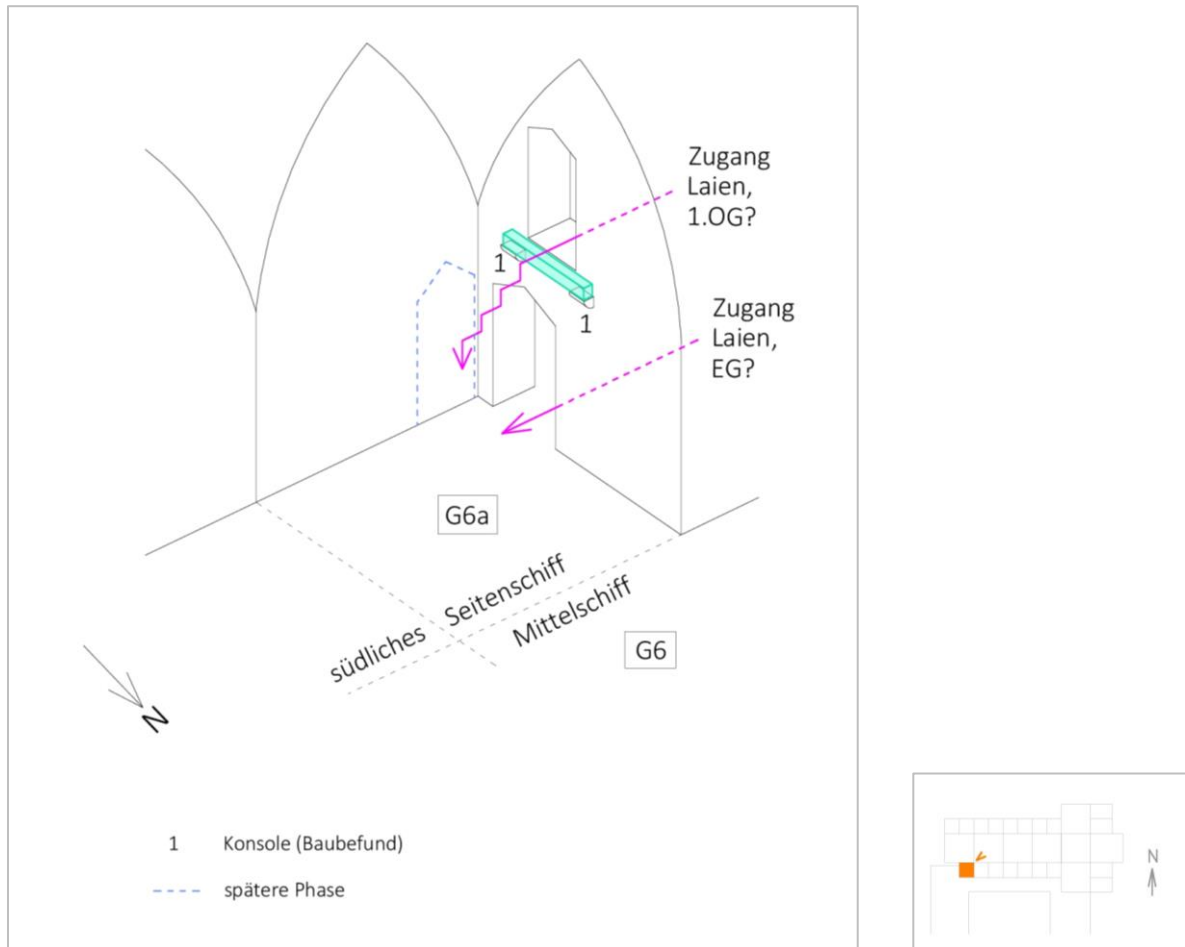 Zugang
Laien,
1.OG?
1
1
Zugang
Laien,
EG?
G6a
südliches Seitenschiff
Mittelschiff
G6
N
1 Konsole (Baubefund)
spätere Phase
N